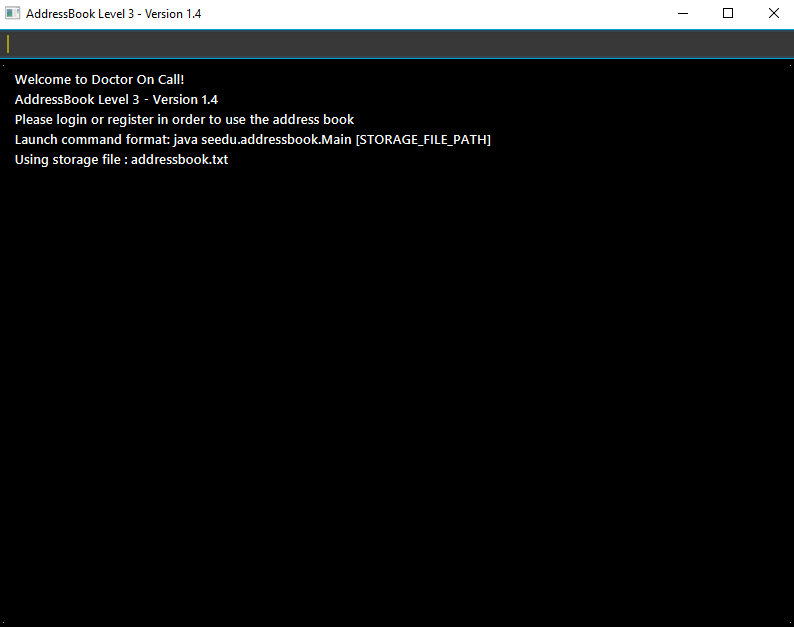 AddressBook Level 3 - Version 1.4
Welcome to Doctor On Call!
AddressBook Level 3 - Version 1.4
Please login or register in order to use the address book
Launch command format: java seedu.addressbook.Main [STORAGE_FILE_PATH]
Using storage file : addressbook.txt